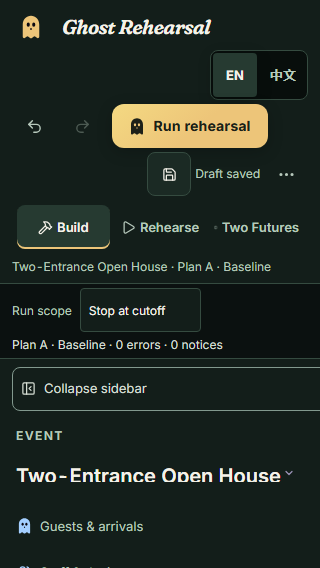 Ghost Rehearsal
EN 中文
Run rehearsal
Draft saved
Build Rehearse Two Futures
Two-Entrance Open House · Plan A · Baseline
Run scope Stop at cutoff
Plan A · Baseline · 0 errors · 0 notices
Collapse sidebar
EVENT
Two-Entrance Open House
Guests & arrivals